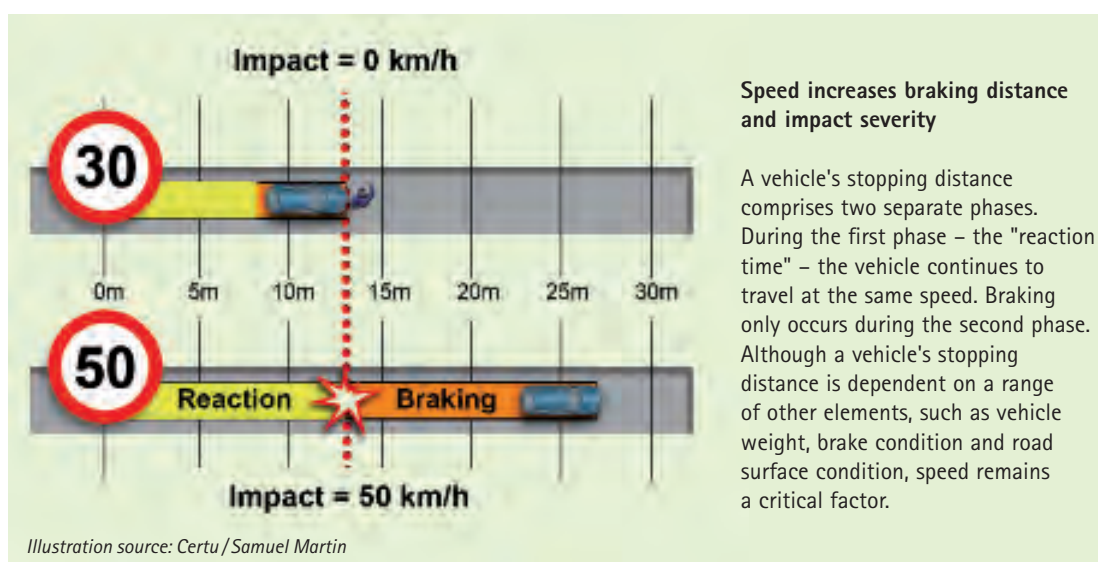 Impact = 0 km/h
30
0m 5m 10m 15m 20m 25m 30m
50
Reaction Braking
Impact = 50 km/h
Illustration source: Certu / Samuel Martin
Speed increases braking distance
and impact severity
A vehicle's stopping distance
comprises two separate phases.
During the first phase – the "reaction
time" – the vehicle continues to
travel at the same speed. Braking
only occurs during the second phase.
Although a vehicle's stopping
distance is dependent on a range
of other elements, such as vehicle
weight, brake condition and road
surface condition, speed remains
a critical factor.